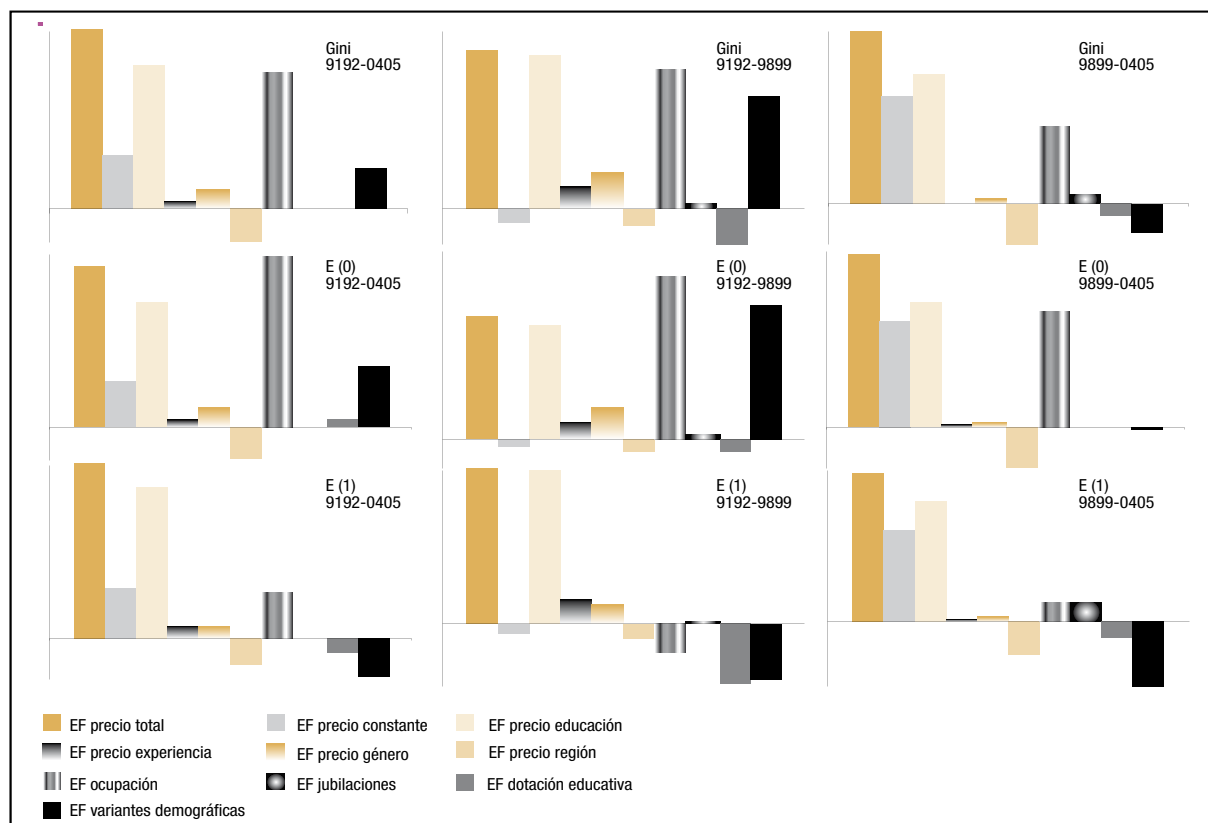 Gini
9192-0405
Gini
9192-9899
Gini
9899-0405
E (0)
9192-0405
E (0)
9192-9899
E (0)
9899-0405
E (1)
9192-0405
E (1)
9192-9899
E (1)
9899-0405
EF precio total
EF precio constante
EF precio educación
EF precio experiencia
EF precio género
EF precio región
EF ocupación
EF jubilaciones
EF dotación educativa
EF variantes demográficas